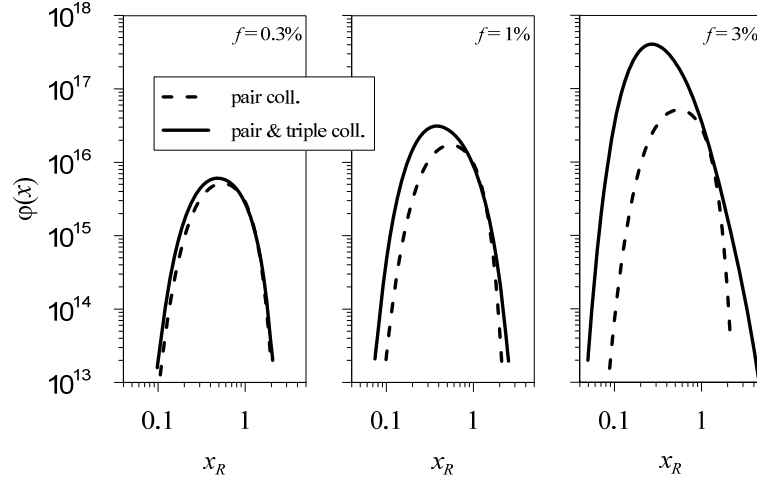 10^18
10^17
10^16
10^15
10^14
10^13
φ(x)
f = 0.3%
f = 1%
f = 3%
pair coll.
pair & triple coll.
0.1 1
0.1 1
0.1 1
x_R
x_R
x_R